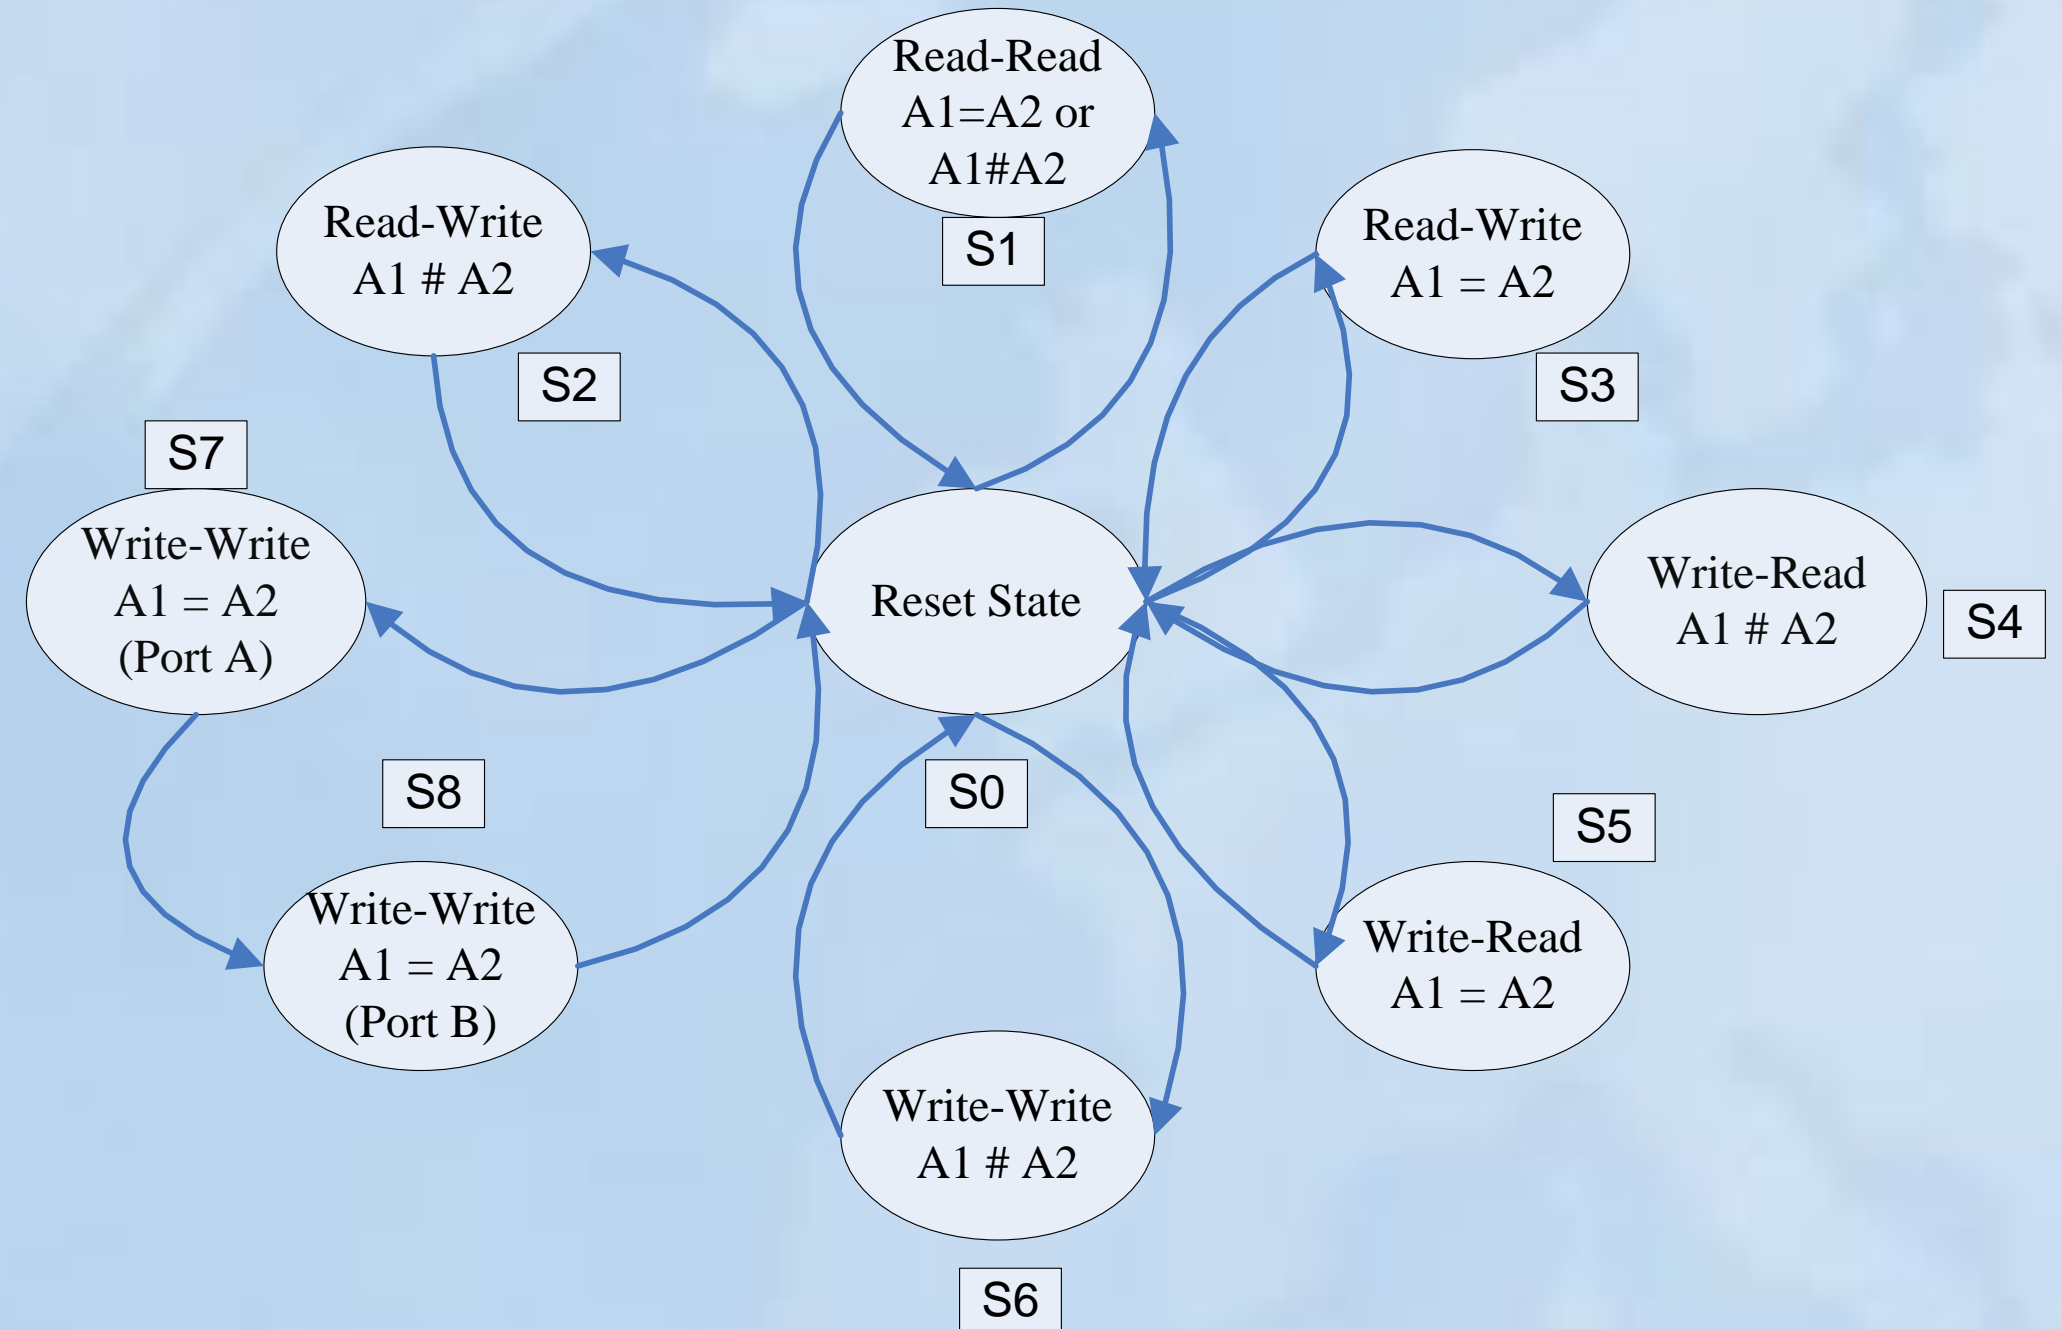 Read-Read
A1=A2 or
A1#A2
S1
Read-Write
A1 # A2
S2
Read-Write
A1 = A2
S3
S7
Write-Write
A1 = A2
(Port A)
Reset State
S0
Write-Read
A1 # A2
S4
S8
Write-Write
A1 = A2
(Port B)
S5
Write-Read
A1 = A2
Write-Write
A1 # A2
S6